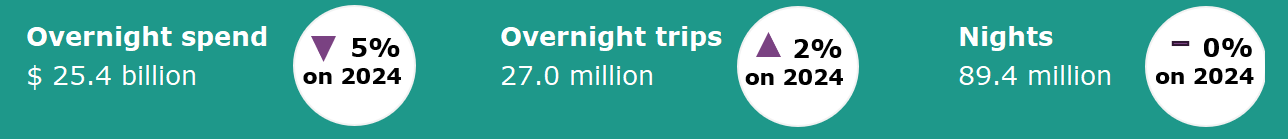 Overnight spend
$ 25.4 billion
5%
on 2024
Overnight trips
27.0 million
2%
on 2024
Nights
89.4 million
0%
on 2024